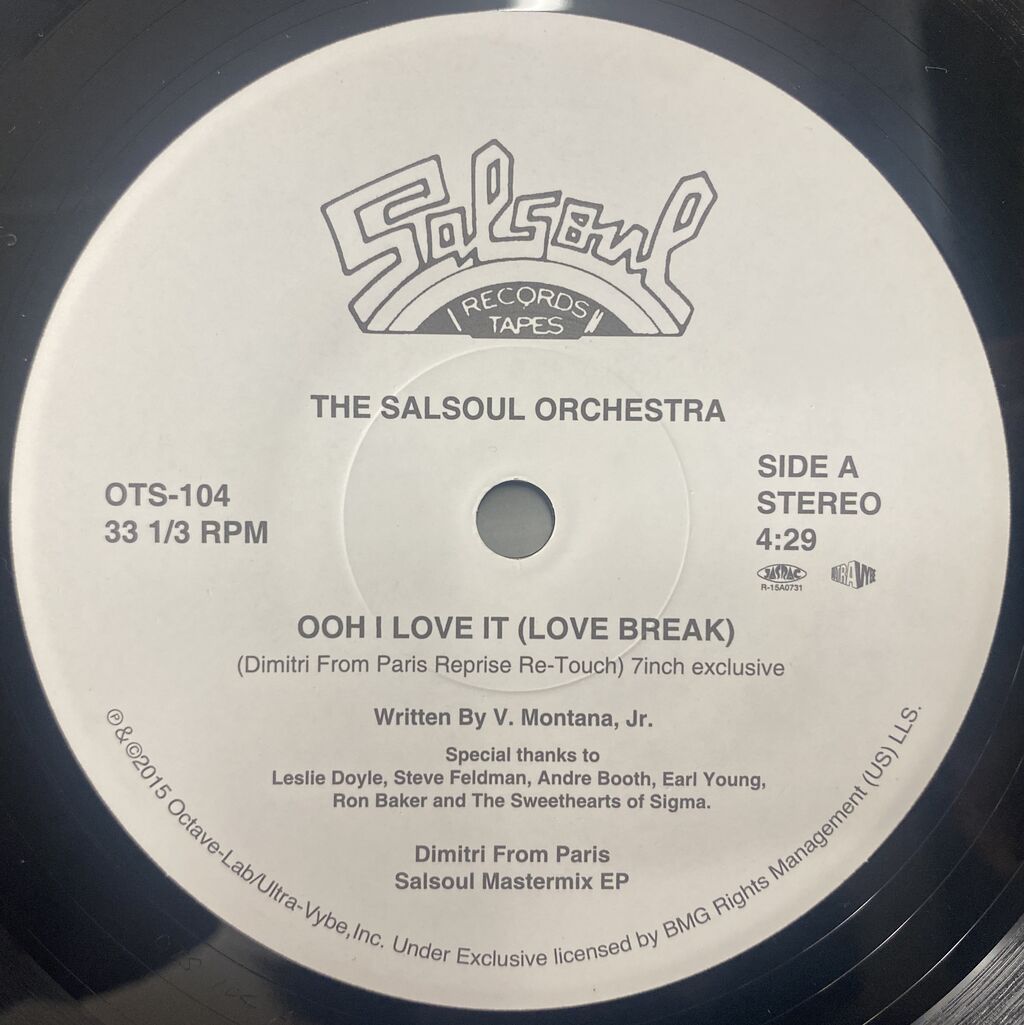 Salsoul
RECORDS
TAPES
THE SALSOUL ORCHESTRA
OTS-104
33 1/3 RPM
SIDE A
STEREO
4:29
JASRAC
R-15A0731
ULTRA VYBE
OOH I LOVE IT (LOVE BREAK)
(Dimitri From Paris Reprise Re-Touch) 7inch exclusive
Written By V. Montana, Jr.
Special thanks to
Leslie Doyle, Steve Feldman, Andre Booth, Earl Young,
Ron Baker and The Sweethearts of Sigma.
Dimitri From Paris
Salsoul Mastermix EP
℗&©2015 Octave-Lab/Ultra-Vybe,Inc. Under Exclusive licensed by BMG Rights Management (US) LLS.